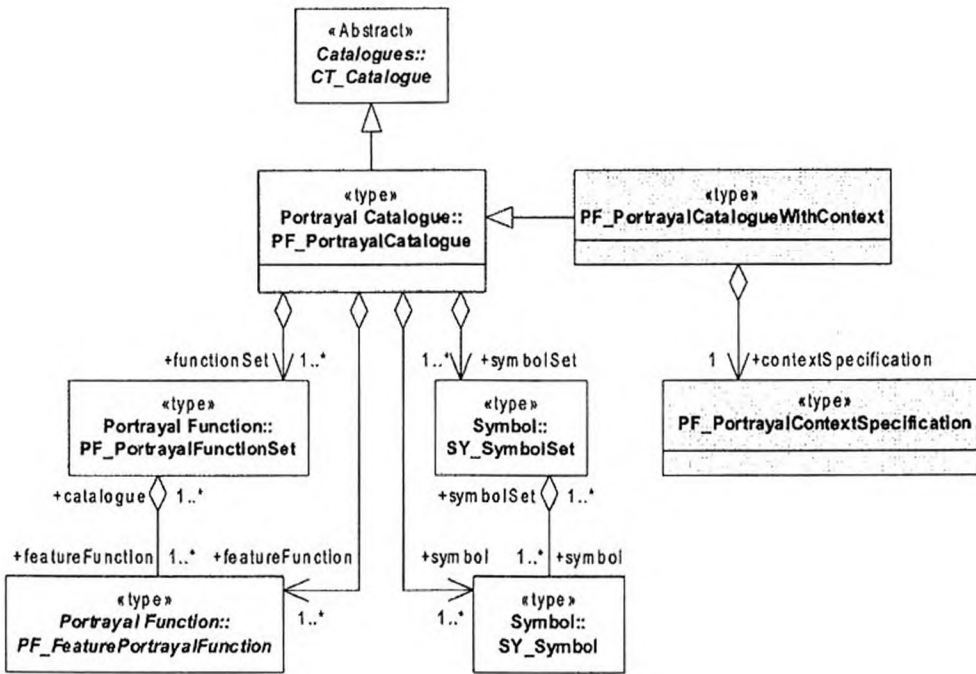 «Abstract»
Catalogues::
CT_Catalogue
«type»
Portrayal Catalogue::
PF_PortrayalCatalogue
«type»
PF_PortrayalCatalogueWithContext
+functionSet 1..*
1..* +symbolSet
1 +contextSpecification
«type»
Portrayal Function::
PF_PortrayalFunctionSet
«type»
Symbol::
SY_SymbolSet
«type»
PF_PortrayalContextSpecification
+catalogue 1..*
+symbolSet 1..*
+featureFunction 1..* +featureFunction
+symbol 1..* +symbol
1..*
1..*
«type»
Portrayal Function::
PF_FeaturePortrayalFunction
«type»
Symbol::
SY_Symbol